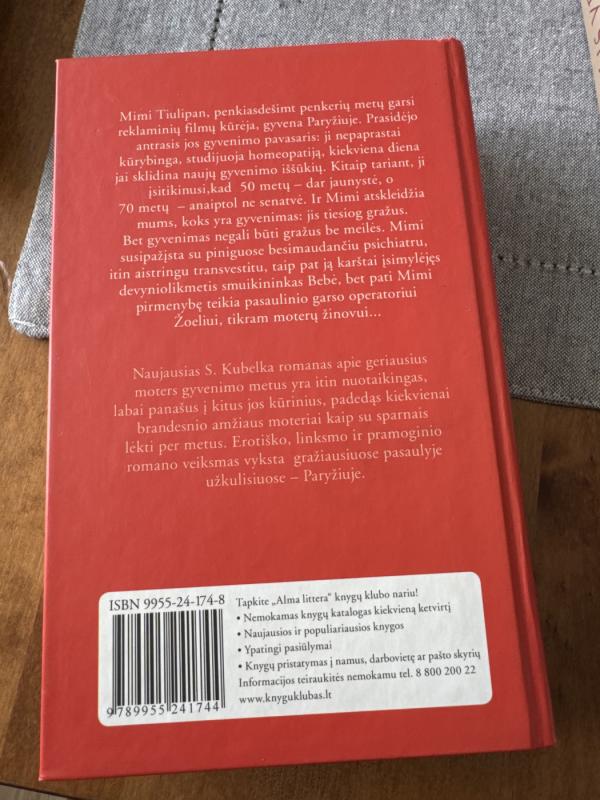 Mimi Tiulipan, penkiasdešimt penkerių metų garsi
reklaminių filmų kūrėja, gyvena Paryžiuje. Prasidėjo
antrasis jos gyvenimo pavasaris: ji nepaprastai
kūrybinga, studijuoja homeopatiją, kiekviena diena
jai sklidina naujų gyvenimo iššūkių. Kitaip tariant, ji
įsitikinusi,kad 50 metų – dar jaunystė, o
70 metų – anaiptol ne senatvė. Ir Mimi atskleidžia
mums, koks yra gyvenimas: jis tiesiog gražus.
Bet gyvenimas negali būti gražus be meilės. Mimi
susipažįsta su piniguose besimaudančiu psichiatru,
itin aistringu transvestitu, taip pat ją karštai įsimylėjęs
devyniolikmetis smuikininkas Bebė, bet pati Mimi
pirmenybę teikia pasaulinio garso operatoriui
Žoeliui, tikram moterų žinovui...
Naujausias S. Kubelka romanas apie geriausius
moters gyvenimo metus yra itin nuotaikingas,
labai panašus į kitus jos kūrinius, padedąs kiekvienai
brandesnio amžiaus moteriai kaip su sparnais
lėkti per metus. Erotiško, linksmo ir pramoginio
romano veiksmas vyksta gražiausiuose pasaulyje
užkulisiuose – Paryžiuje.
ISBN 9955-24-174-8
9 789955 241744
Tapkite „Alma littera“ knygų klubo nariu!
• Nemokamas knygų katalogas kiekvieną ketvirtį
• Naujausios ir populiariausios knygos
• Ypatingi pasiūlymai
• Knygų pristatymas į namus, darbovietę ar pašto skyrių
Informacijos teiraukitės nemokamu tel. 8 800 200 22
www.knyguklubas.lt